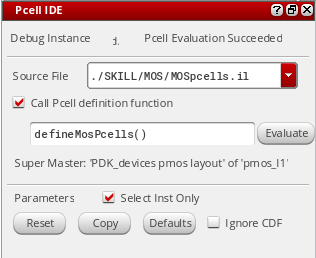 Pcell IDE
Debug Instance d. Pcell Evaluation Succeeded
Source File ./SKILL/MOS/MOSpcells.il
Call Pcell definition function
defineMosPcells() Evaluate
Super Master: 'PDK_devices pmos layout' of 'pmos_l1'
Parameters Select Inst Only
Reset Copy Defaults Ignore CDF